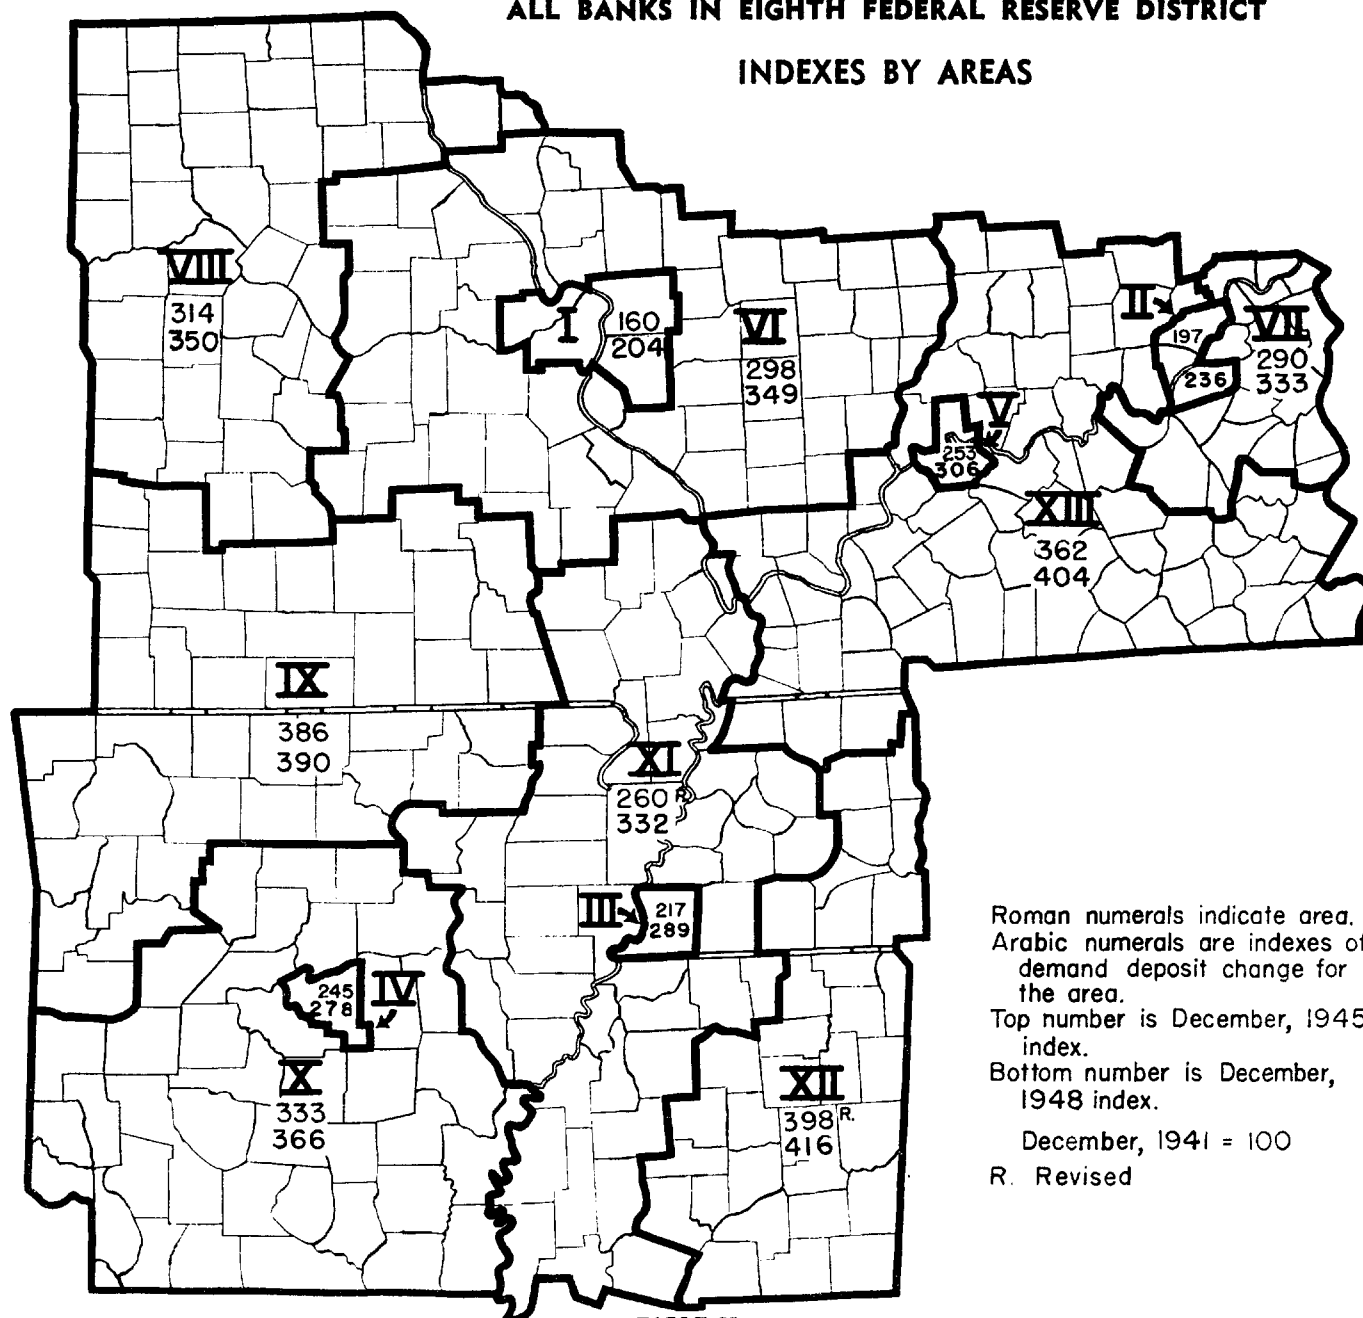 ALL BANKS IN EIGHTH FEDERAL RESERVE DISTRICT
INDEXES BY AREAS
VIII
314
350
I
160
204
VI
298
349
II
197
236
VII
290
333
V
253
306
XIII
362
404
IX
386
390
XI
260 R.
332
III
217
289
IV
245
278
X
333
366
XII
398 R.
416
Roman numerals indicate area.
Arabic numerals are indexes of
demand deposit change for
the area.
Top number is December, 1945
index.
Bottom number is December,
1948 index.
December, 1941 = 100
R. Revised